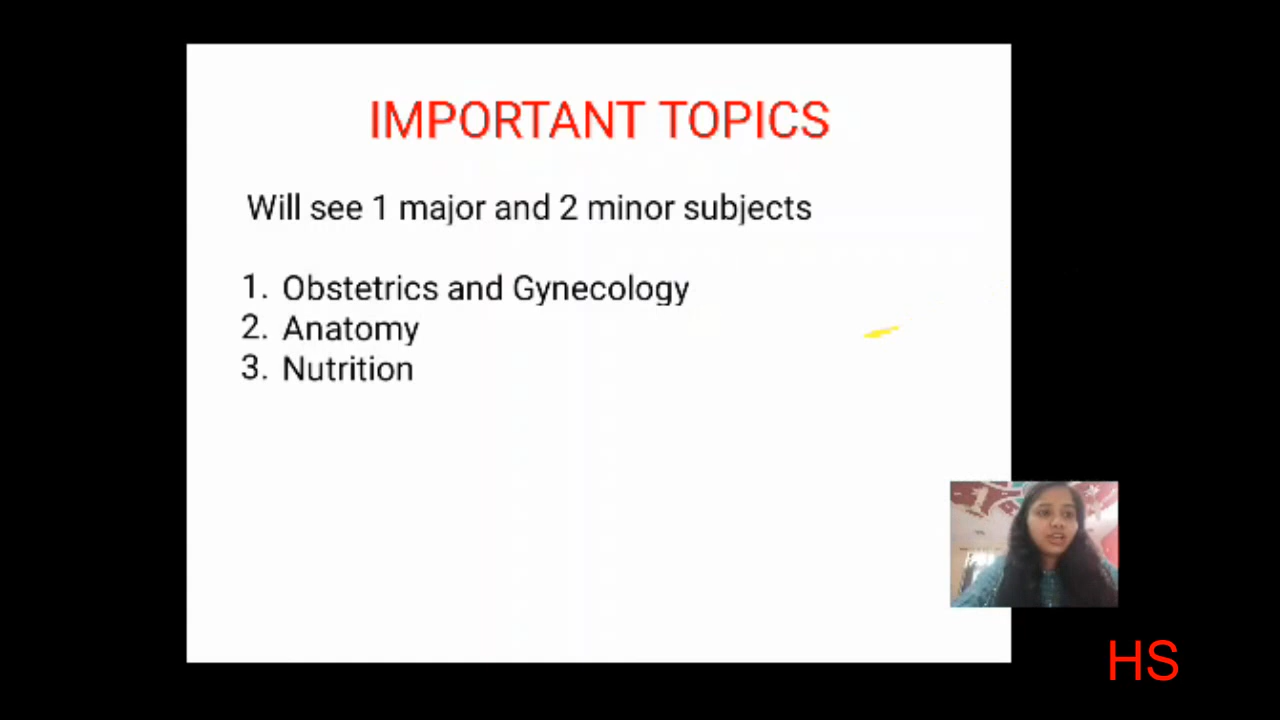 IMPORTANT TOPICS
Will see 1 major and 2 minor subjects
1. Obstetrics and Gynecology
2. Anatomy
3. Nutrition
HS